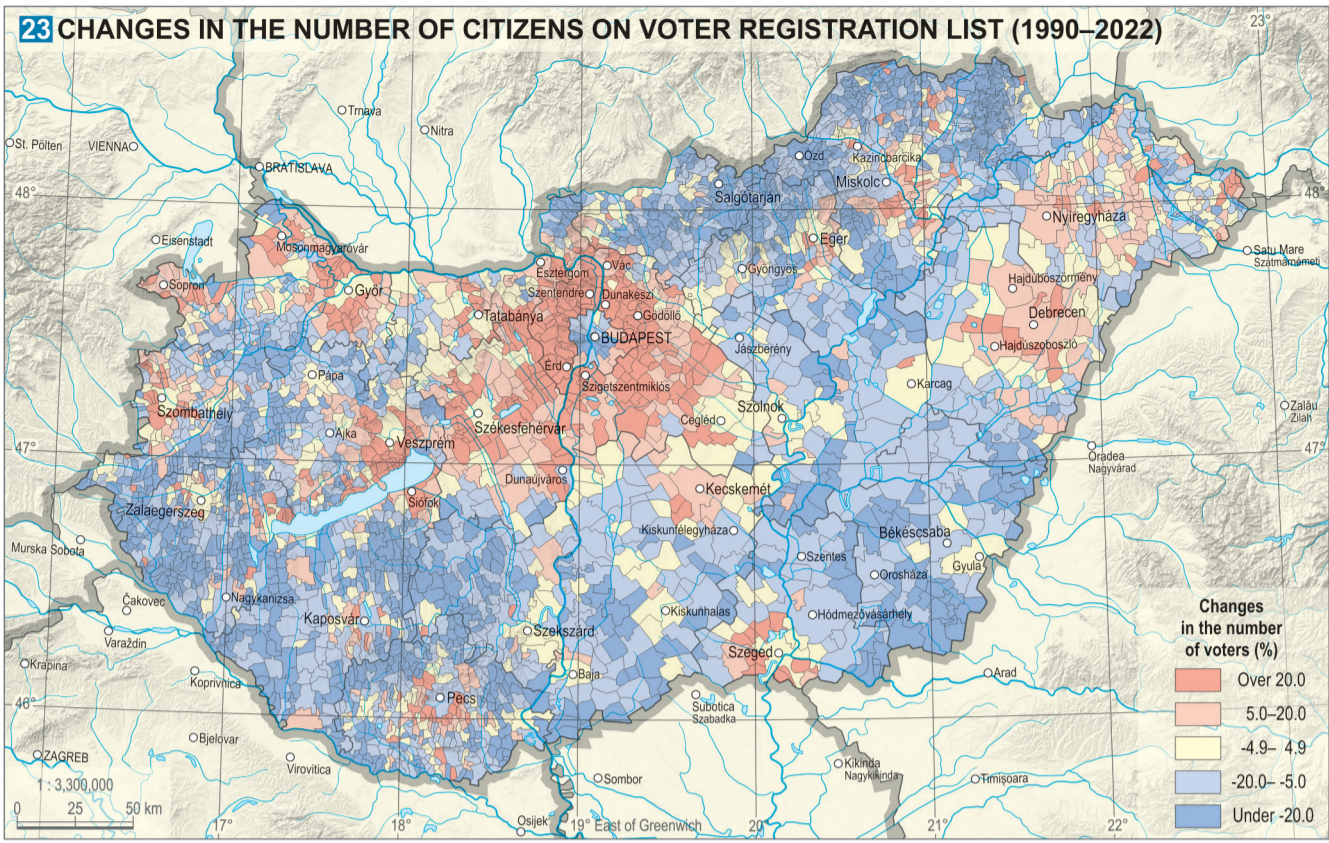 23 CHANGES IN THE NUMBER OF CITIZENS ON VOTER REGISTRATION LIST (1990–2022)
23°
Trnava
Nitra
St. Pölten
VIENNA
BRATISLAVA
Ózd
Kazincbarcika
Miskolc
48°
48°
Salgótarján
Nyíregyháza
Eisenstadt
Mosonmagyaróvár
Eger
Satu Mare
Szatmárnémeti
Sopron
Győr
Esztergom
Vác
Gyöngyös
Szentendre
Dunakeszi
Hajdúböszörmény
Tatabánya
Gödöllő
Debrecen
BUDAPEST
Jászberény
Hajdúszoboszló
Pápa
Érd
Szigetszentmiklós
Karcag
Szombathely
Székesfehérvár
Cegléd
Szolnok
Zalău
Zilah
Ajka
Veszprém
47°
47°
Oradea
Nagyvárad
Dunaújváros
Siófok
Kecskemét
Zalaegerszeg
Kiskunfélegyháza
Békéscsaba
Murska Sobota
Szentes
Gyula
Orosháza
Nagykanizsa
Čakovec
Kaposvár
Kiskunhalas
Hódmezővásárhely
Varaždin
Szekszárd
Szeged
Krapina
Koprivnica
Baja
Arad
Pécs
46°
Subotica
Szabadka
Bjelovar
ZAGREB
Virovitica
Sombor
Kikinda
Nagykikinda
Timișoara
Osijek
Changes
in the number
of voters (%)
Over 20.0
5.0–20.0
-4.9– 4.9
-20.0– -5.0
Under -20.0
1 : 3,300,000
0 25 50 km
17° 18° 19° East of Greenwich 20° 21° 22°